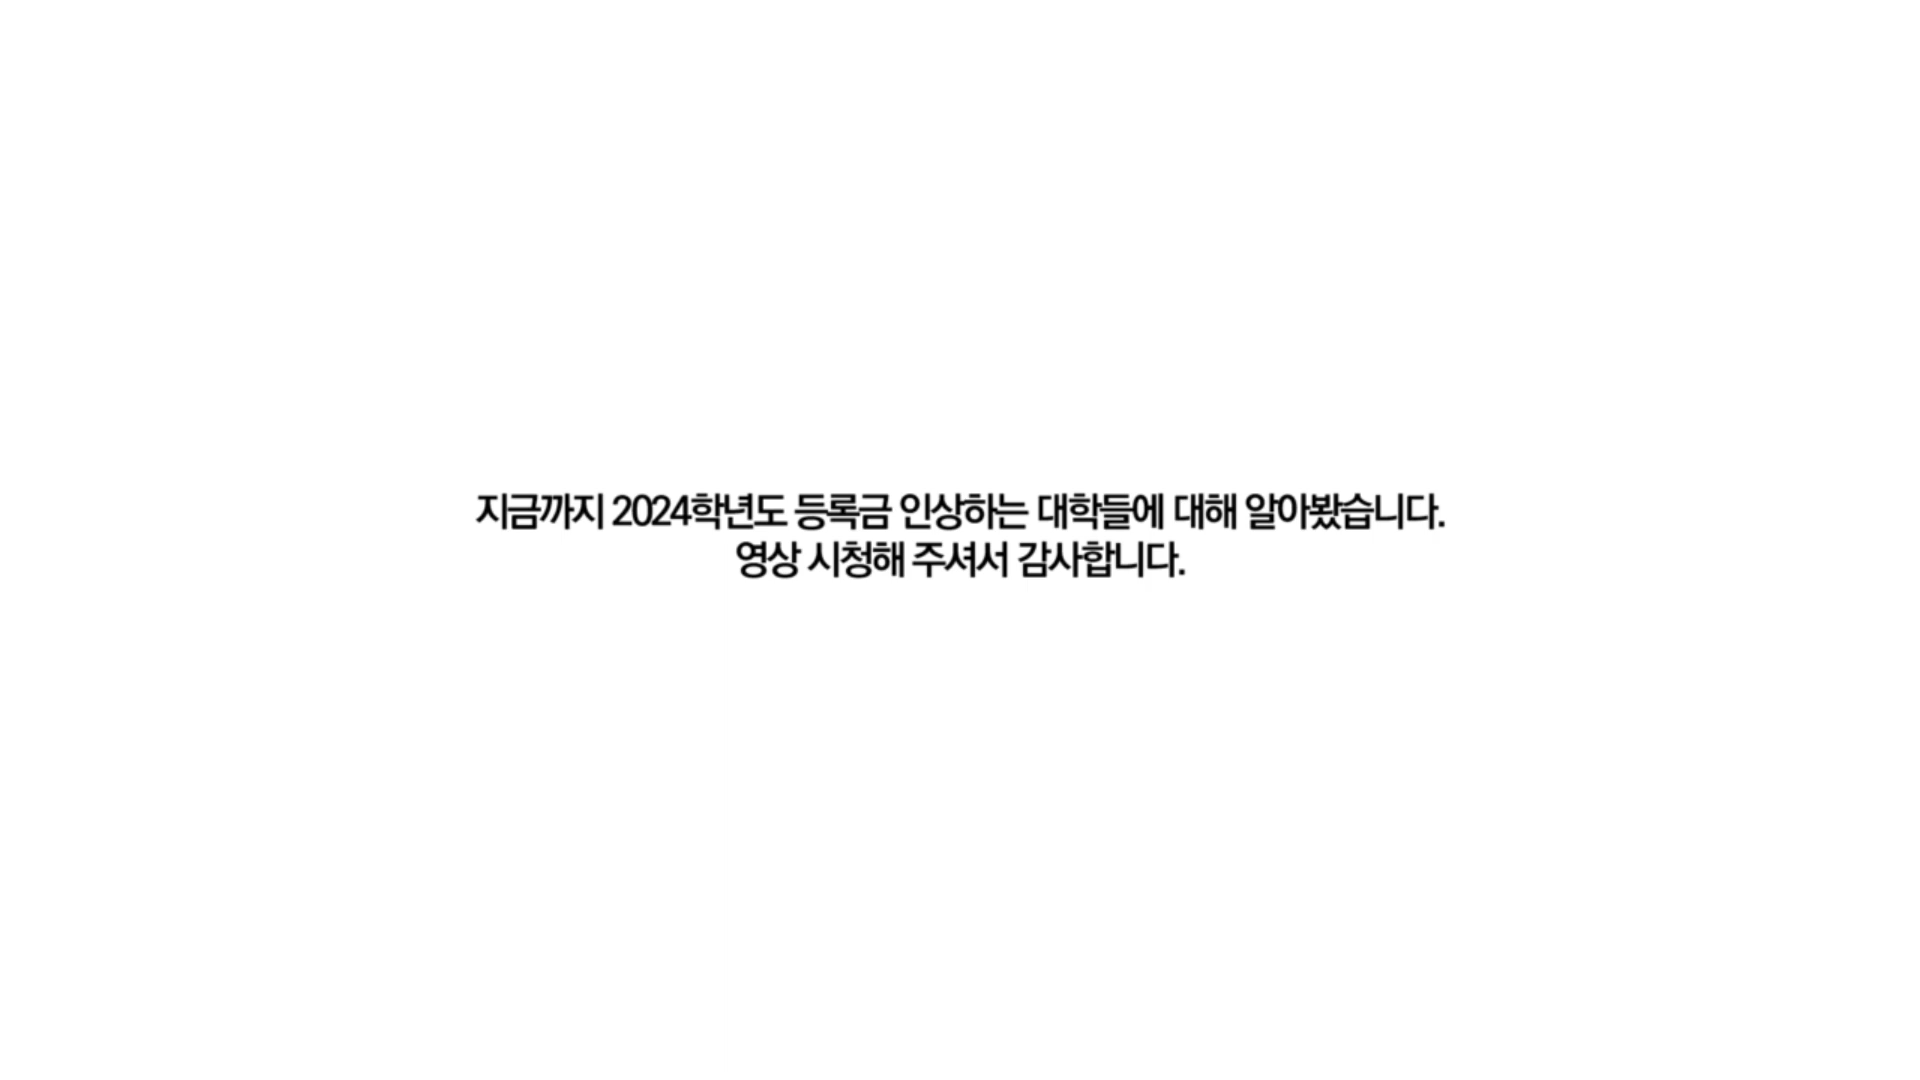 지금까지 2024학년도 등록금 인상하는 대학들에 대해 알아봤습니다.
영상 시청해 주셔서 감사합니다.